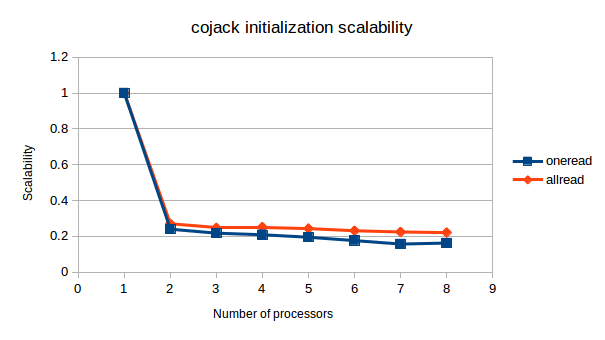 cojack initialization scalability
1.2
1
0.8
0.6
0.4
0.2
0
Scalability
0 1 2 3 4 5 6 7 8 9
Number of processors
oneread
allread